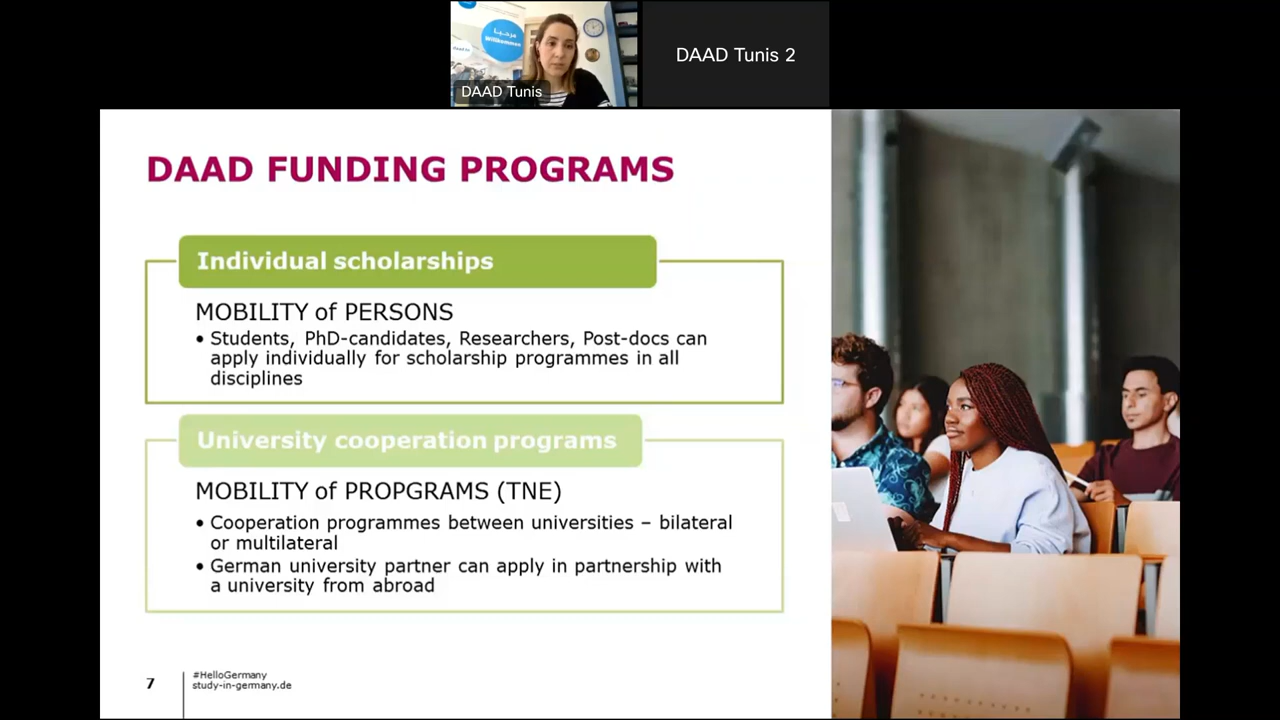 مرحبا
Willkommen
DAAD Tunis
DAAD Tunis 2
DAAD FUNDING PROGRAMS
Individual scholarships
MOBILITY of PERSONS
• Students, PhD-candidates, Researchers, Post-docs can
apply individually for scholarship programmes in all
disciplines
University cooperation programs
MOBILITY of PROPGRAMS (TNE)
• Cooperation programmes between universities – bilateral
or multilateral
• German university partner can apply in partnership with
a university from abroad
7
#HelloGermany
study-in-germany.de